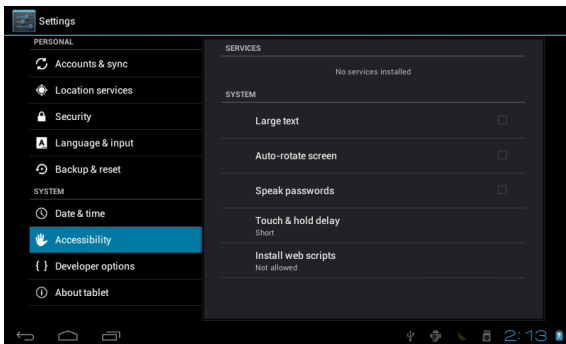 Settings
PERSONAL
Accounts & sync
Location services
Security
A
Language & input
Backup & reset
SYSTEM
Date & time
Accessibility
{ } Developer options
About tablet
SERVICES
No services installed
SYSTEM
Large text
Auto-rotate screen
Speak passwords
Touch & hold delay
Short
Install web scripts
Not allowed
2:13